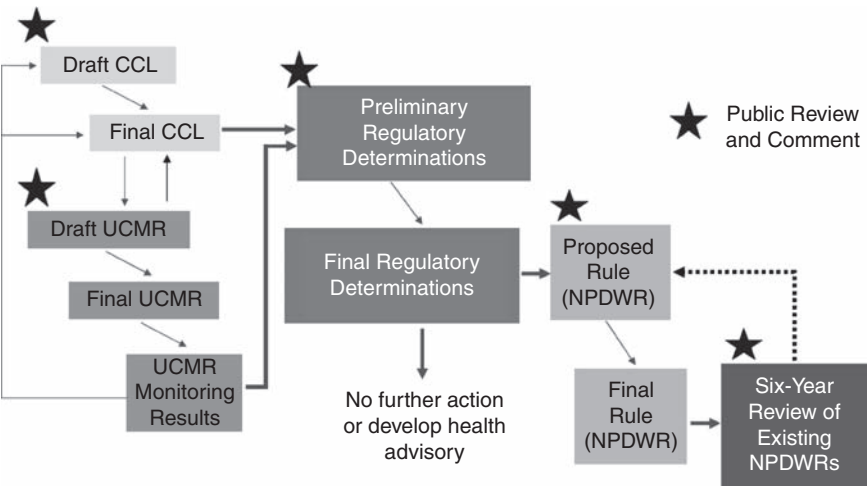 Draft CCL
Final CCL
Draft UCMR
Final UCMR
UCMR
Monitoring
Results
Preliminary
Regulatory
Determinations
Final Regulatory
Determinations
No further action
or develop health
advisory
Public Review
and Comment
Proposed
Rule
(NPDWR)
Final
Rule
(NPDWR)
Six-Year
Review of
Existing
NPDWRs